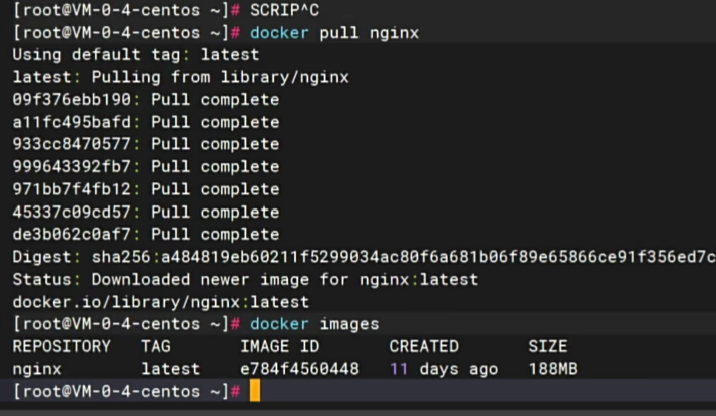 [root@VM-0-4-centos ~]# SCRIP^C
[root@VM-0-4-centos ~]# docker pull nginx
Using default tag: latest
latest: Pulling from library/nginx
09f376ebb190: Pull complete
a11fc495bafd: Pull complete
933cc8470577: Pull complete
999643392fb7: Pull complete
971bb7f4fb12: Pull complete
45337c09cd57: Pull complete
de3b062c0af7: Pull complete
Digest: sha256:a484819eb60211f5299034ac80f6a681b06f89e65866ce91f356ed7c
Status: Downloaded newer image for nginx:latest
docker.io/library/nginx:latest
[root@VM-0-4-centos ~]# docker images
REPOSITORY TAG IMAGE ID CREATED SIZE
nginx latest e784f4560448 11 days ago 188MB
[root@VM-0-4-centos ~]#